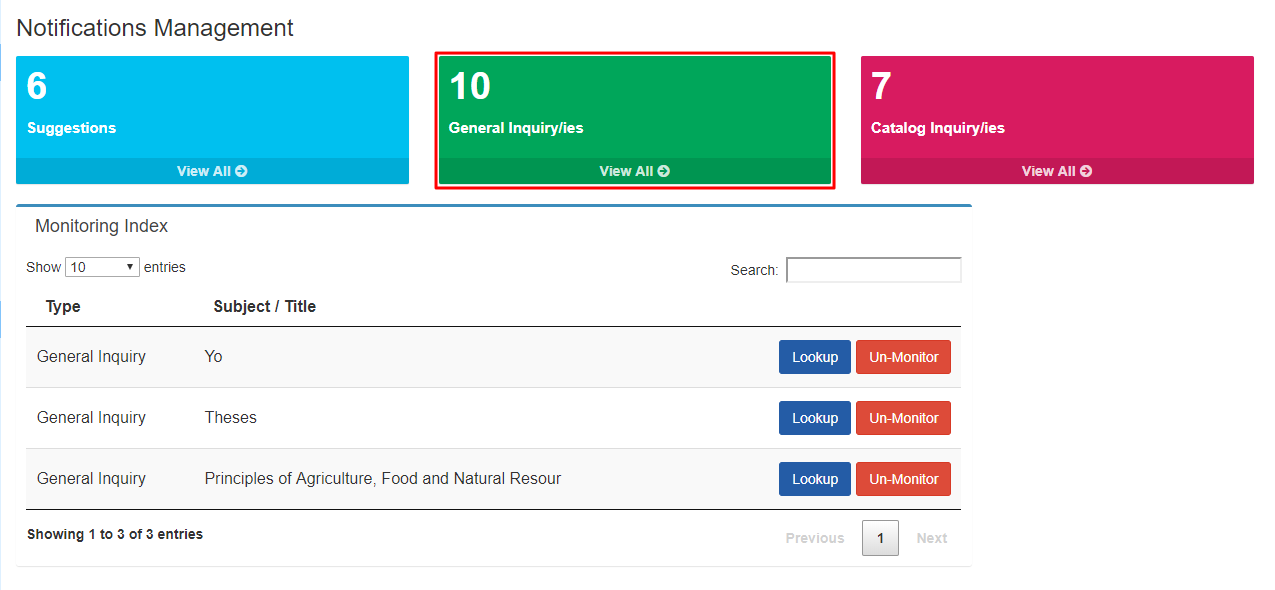 Notifications Management
6
Suggestions
View All
10
General Inquiry/ies
View All
7
Catalog Inquiry/ies
View All
Monitoring Index
Show 10 entries
Search:
Type Subject / Title
General Inquiry Yo Lookup Un-Monitor
General Inquiry Theses Lookup Un-Monitor
General Inquiry Principles of Agriculture, Food and Natural Resour Lookup Un-Monitor
Showing 1 to 3 of 3 entries
Previous 1 Next